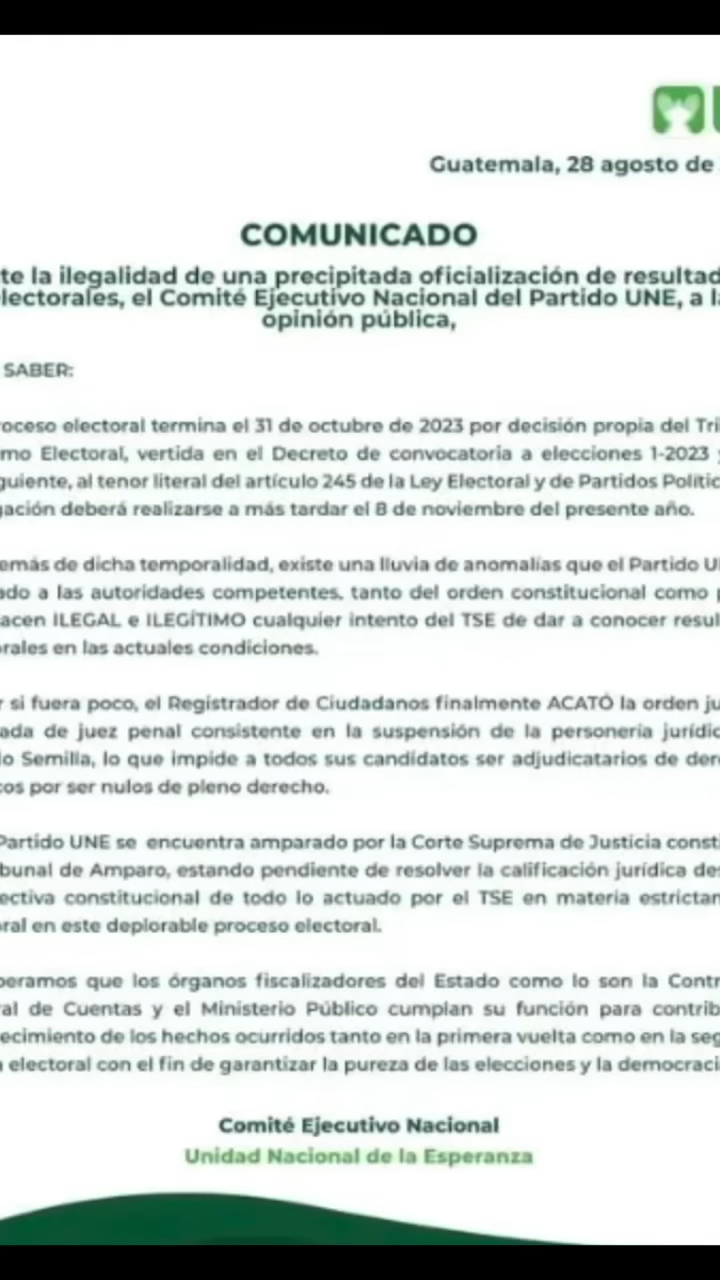 Guatemala, 28 agosto de
COMUNICADO
te la ilegalidad de una precipitada oficialización de resultad
lectorales, el Comité Ejecutivo Nacional del Partido UNE, a la
opinión pública,
SABER:
roceso electoral termina el 31 de octubre de 2023 por decisión propia del Tri
mo Electoral, vertida en el Decreto de convocatoria a elecciones 1-2023 y
guiente, al tenor literal del artículo 245 de la Ley Electoral y de Partidos Polític
gación deberá realizarse a más tardar el 8 de noviembre del presente año.
emás de dicha temporalidad, existe una lluvia de anomalías que el Partido U
ado a las autoridades competentes, tanto del orden constitucional como p
acen ILEGAL e ILEGÍTIMO cualquier intento del TSE de dar a conocer resul
orales en las actuales condiciones.
r si fuera poco, el Registrador de Ciudadanos finalmente ACATÓ la orden ju
ada de juez penal consistente en la suspensión de la personería jurídic
do Semilla, lo que impide a todos sus candidatos ser adjudicatarios de der
cos por ser nulos de pleno derecho.
Partido UNE se encuentra amparado por la Corte Suprema de Justicia consti
ibunal de Amparo, estando pendiente de resolver la calificación jurídica des
ectiva constitucional de todo lo actuado por el TSE en materia estrictam
oral en este deplorable proceso electoral.
peramos que los órganos fiscalizadores del Estado como lo son la Contr
al de Cuentas y el Ministerio Público cumplan su función para contrib
ecimiento de los hechos ocurridos tanto en la primera vuelta como en la seg
a electoral con el fin de garantizar la pureza de las elecciones y la democraci
Comité Ejecutivo Nacional
Unidad Nacional de la Esperanza